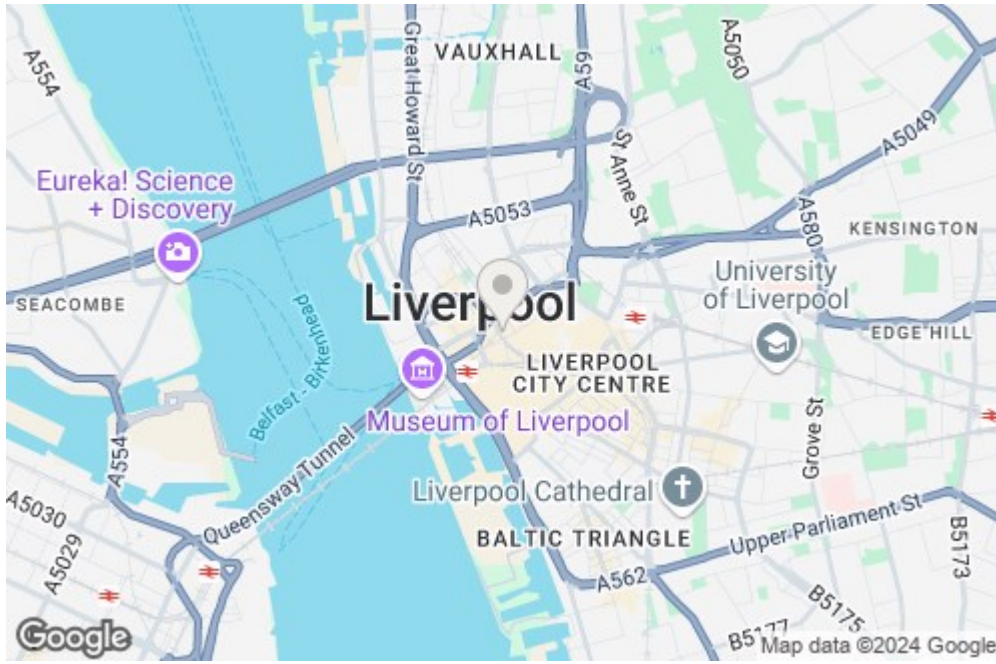 A554
VAUXHALL
Great Howard St
A59
A5050
A5049
St Anne St
Eureka! Science
+ Discovery
A5053
A580
KENSINGTON
SEACOMBE
Liverpool
University
of Liverpool
EDGE HILL
Belfast - Birkenhead
LIVERPOOL
CITY CENTRE
Museum of Liverpool
Grove St
A554
Queensway Tunnel
Liverpool Cathedral
A5030
A5029
BALTIC TRIANGLE
Upper Parliament St
A562
B5173
B5175
B5177
Google
Map data ©2024 Google